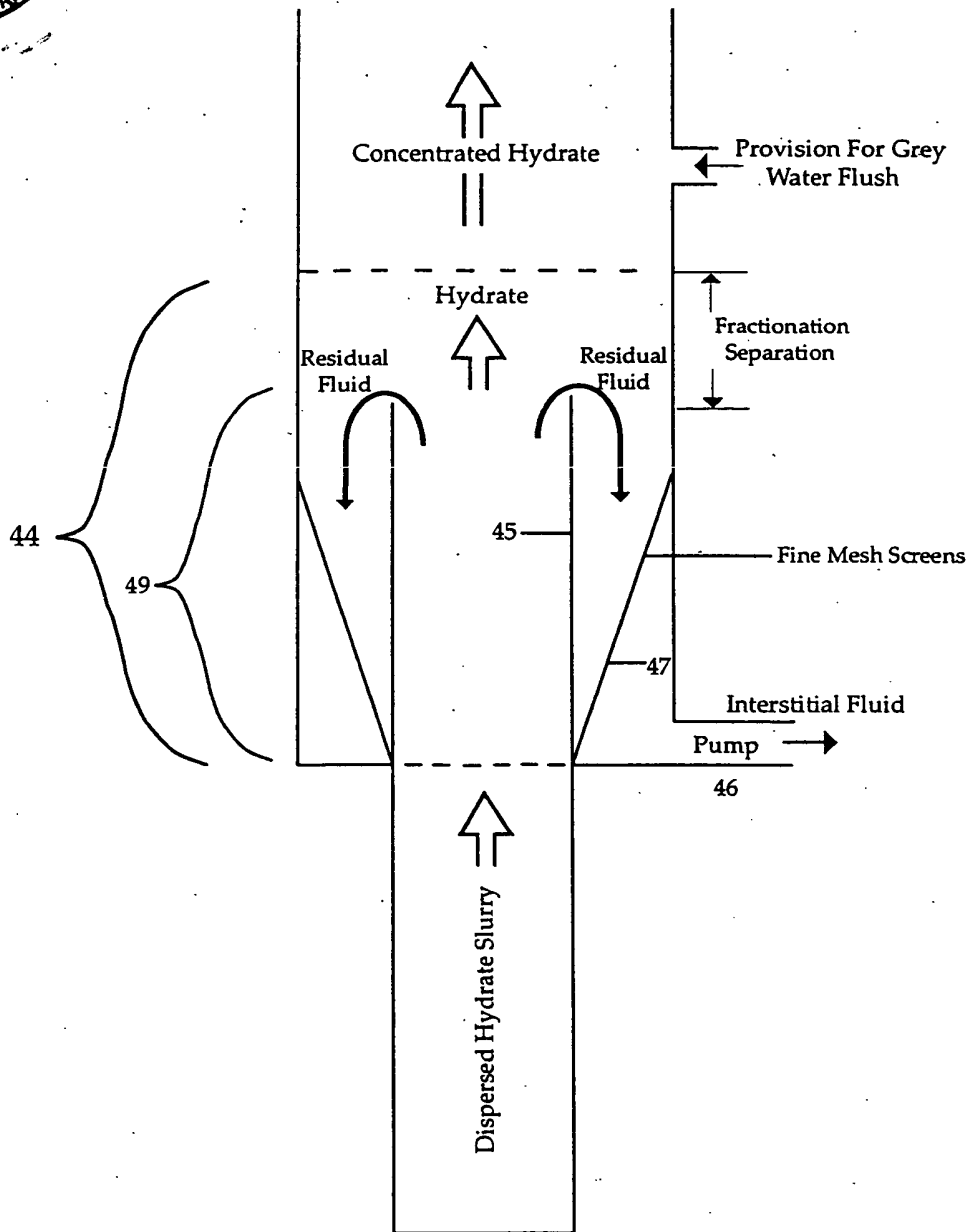 Concentrated Hydrate
Provision For Grey
Water Flush
Hydrate
Fractionation
Separation
Residual
Fluid
Residual
Fluid
44
45
Fine Mesh Screens
49
47
Interstitial Fluid
Pump
46
Dispersed Hydrate Slurry